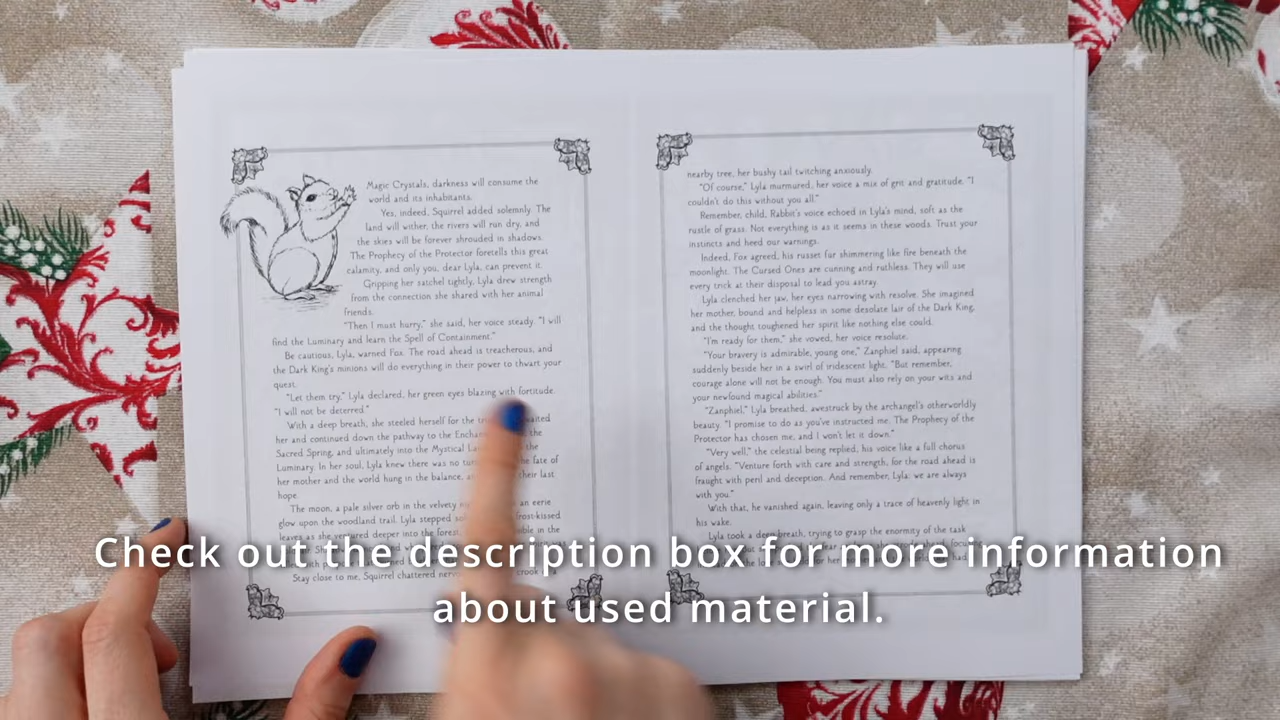 Magic Crystals, darkness will consume the
world and its inhabitants.
Yes, indeed, Squirrel added solemnly. The
land will wither, the rivers will run dry, and
the skies will be forever shrouded in shadows.
The Prophecy of the Protector foretells this great
calamity, and only you, dear Lyla, can prevent it.
Gripping her satchel tightly, Lyla drew strength
from the connection she shared with her animal
friends.
"Then I must hurry," she said, her voice steady. "I will
find the Luminary and learn the Spell of Containment."
Be cautious, Lyla, warned Fox. The road ahead is treacherous, and
the Dark King's minions will do everything in their power to thwart your
quest.
"Let them try," Lyla declared, her green eyes blazing with fortitude.
"I will not be deterred."
With a deep breath, she steeled herself for the
her and continued down the pathway to the the
Sacred Spring, and ultimately into the Mystical the
Luminary. In her soul, Lyla knew there was no fate of
her mother and the world hung in the balance, their last
hope.
The moon, a pale silver orb in the velvety an eerie
glow upon the woodland trail. Lyla stepped frost-kissed
leaves as she ventured deeper into the forest, in the
Stay close to me, Squirrel chattered crook
nearby tree, her bushy tail twitching anxiously.
"Of course," Lyla murmured, her voice a mix of grit and gratitude. "I
couldn't do this without you all."
Remember, child, Rabbit's voice echoed in Lyla's mind, soft as the
rustle of grass. Not everything is as it seems in these woods. Trust your
instincts and heed our warnings.
Indeed, Fox agreed, his russet fur shimmering like fire beneath the
moonlight. The Cursed Ones are cunning and ruthless. They will use
every trick at their disposal to lead you astray.
Lyla clenched her jaw, her eyes narrowing with resolve. She imagined
her mother, bound and helpless in some desolate lair of the Dark King,
and the thought toughened her spirit like nothing else could.
"I'm ready for them," she vowed, her voice resolute.
"Your bravery is admirable, young one," Zanphiel said, appearing
suddenly beside her in a swirl of iridescent light. "But remember,
courage alone will not be enough. You must also rely on your wits and
your newfound magical abilities."
"Zanphiel," Lyla breathed, awestruck by the archangel's otherworldly
beauty. "I promise to do as you've instructed me. The Prophecy of the
Protector has chosen me, and I won't let it down."
"Very well," the celestial being replied, his voice like a full chorus
of angels. "Venture forth with care and strength, for the road ahead is
fraught with peril and deception. And remember, Lyla: we are always
with you."
With that, he vanished again, leaving only a trace of heavenly light in
his wake.
Lyla took a deep breath, trying to grasp the enormity of the task
Check out the description box for more information
about used material.